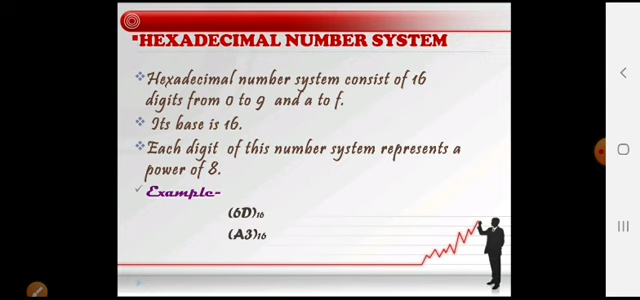 HEXADECIMAL NUMBER SYSTEM
Hexadecimal number system consist of 16
digits from 0 to 9 and a to f.
Its base is 16.
Each digit of this number system represents a
power of 8.
Example-
(6D)16
(A3)16